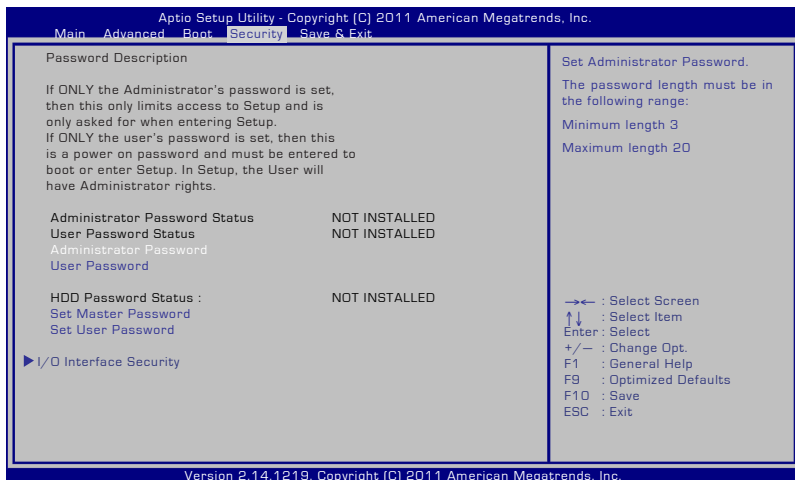 Aptio Setup Utility - Copyright (C) 2011 American Megatrends, Inc.
Main Advanced Boot Security Save & Exit
Password Description
If ONLY the Administrator's password is set,
then this only limits access to Setup and is
only asked for when entering Setup.
If ONLY the user's password is set, then this
is a power on password and must be entered to
boot or enter Setup. In Setup, the User will
have Administrator rights.
Administrator Password Status NOT INSTALLED
User Password Status NOT INSTALLED
Administrator Password
User Password
HDD Password Status : NOT INSTALLED
Set Master Password
Set User Password
I/O Interface Security
Set Administrator Password.
The password length must be in
the following range:
Minimum length 3
Maximum length 20
→← : Select Screen
↑↓ : Select Item
Enter : Select
+/— : Change Opt.
F1 : General Help
F9 : Optimized Defaults
F10 : Save
ESC : Exit
Version 2.14.1219. Copyright (C) 2011 American Megatrends, Inc.